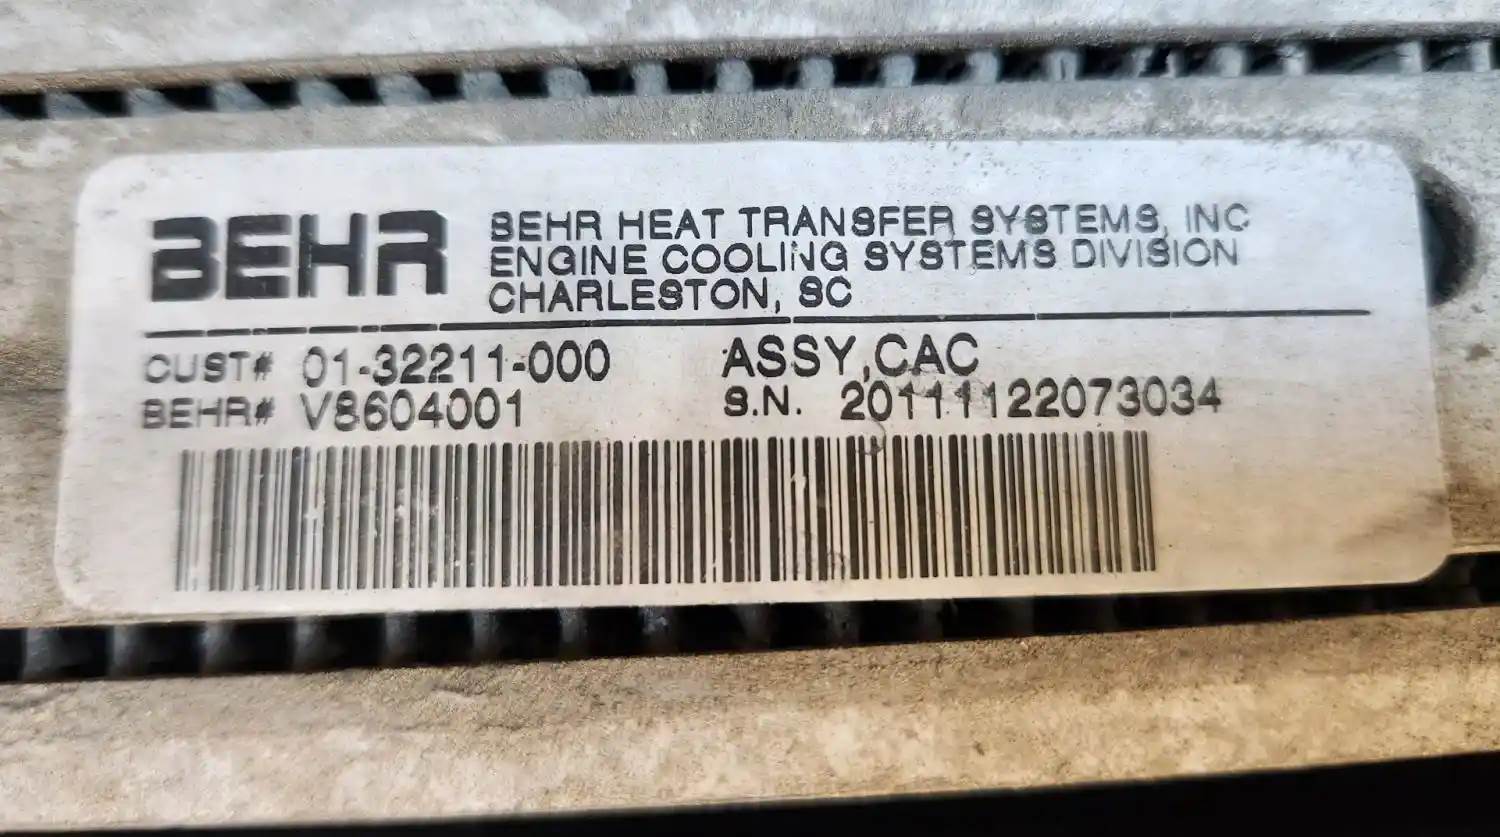 BEHR
BEHR HEAT TRANSFER SYSTEMS, INC
ENGINE COOLING SYSTEMS DIVISION
CHARLESTON, SC
CUST# 01-32211-000 ASSY,CAC
BEHR# V8604001 S.N. 20111122073034